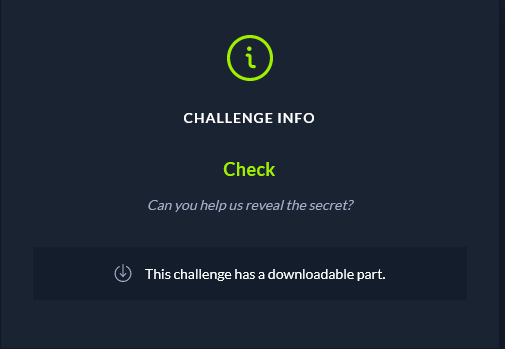 CHALLENGE INFO
Check
Can you help us reveal the secret?
This challenge has a downloadable part.